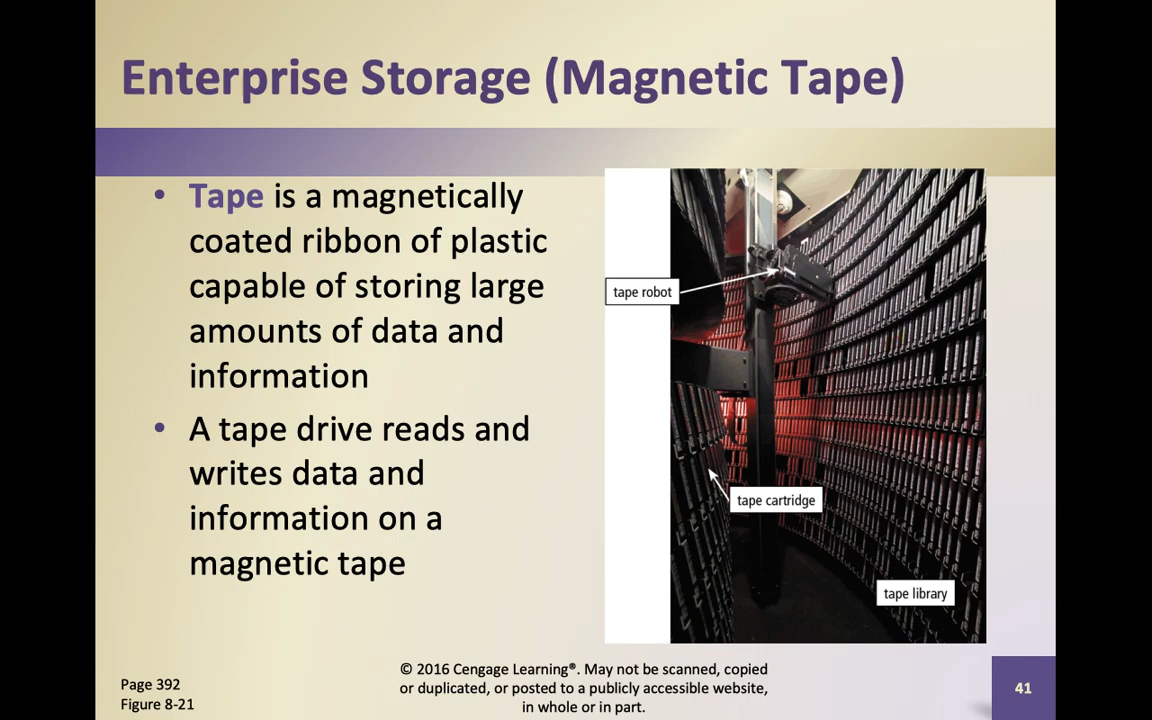 Enterprise Storage (Magnetic Tape)
• Tape is a magnetically
coated ribbon of plastic
capable of storing large
amounts of data and
information
• A tape drive reads and
writes data and
information on a
magnetic tape
tape robot
tape cartridge
tape library
Page 392
Figure 8-21
© 2016 Cengage Learning®. May not be scanned, copied
or duplicated, or posted to a publicly accessible website,
in whole or in part.
41